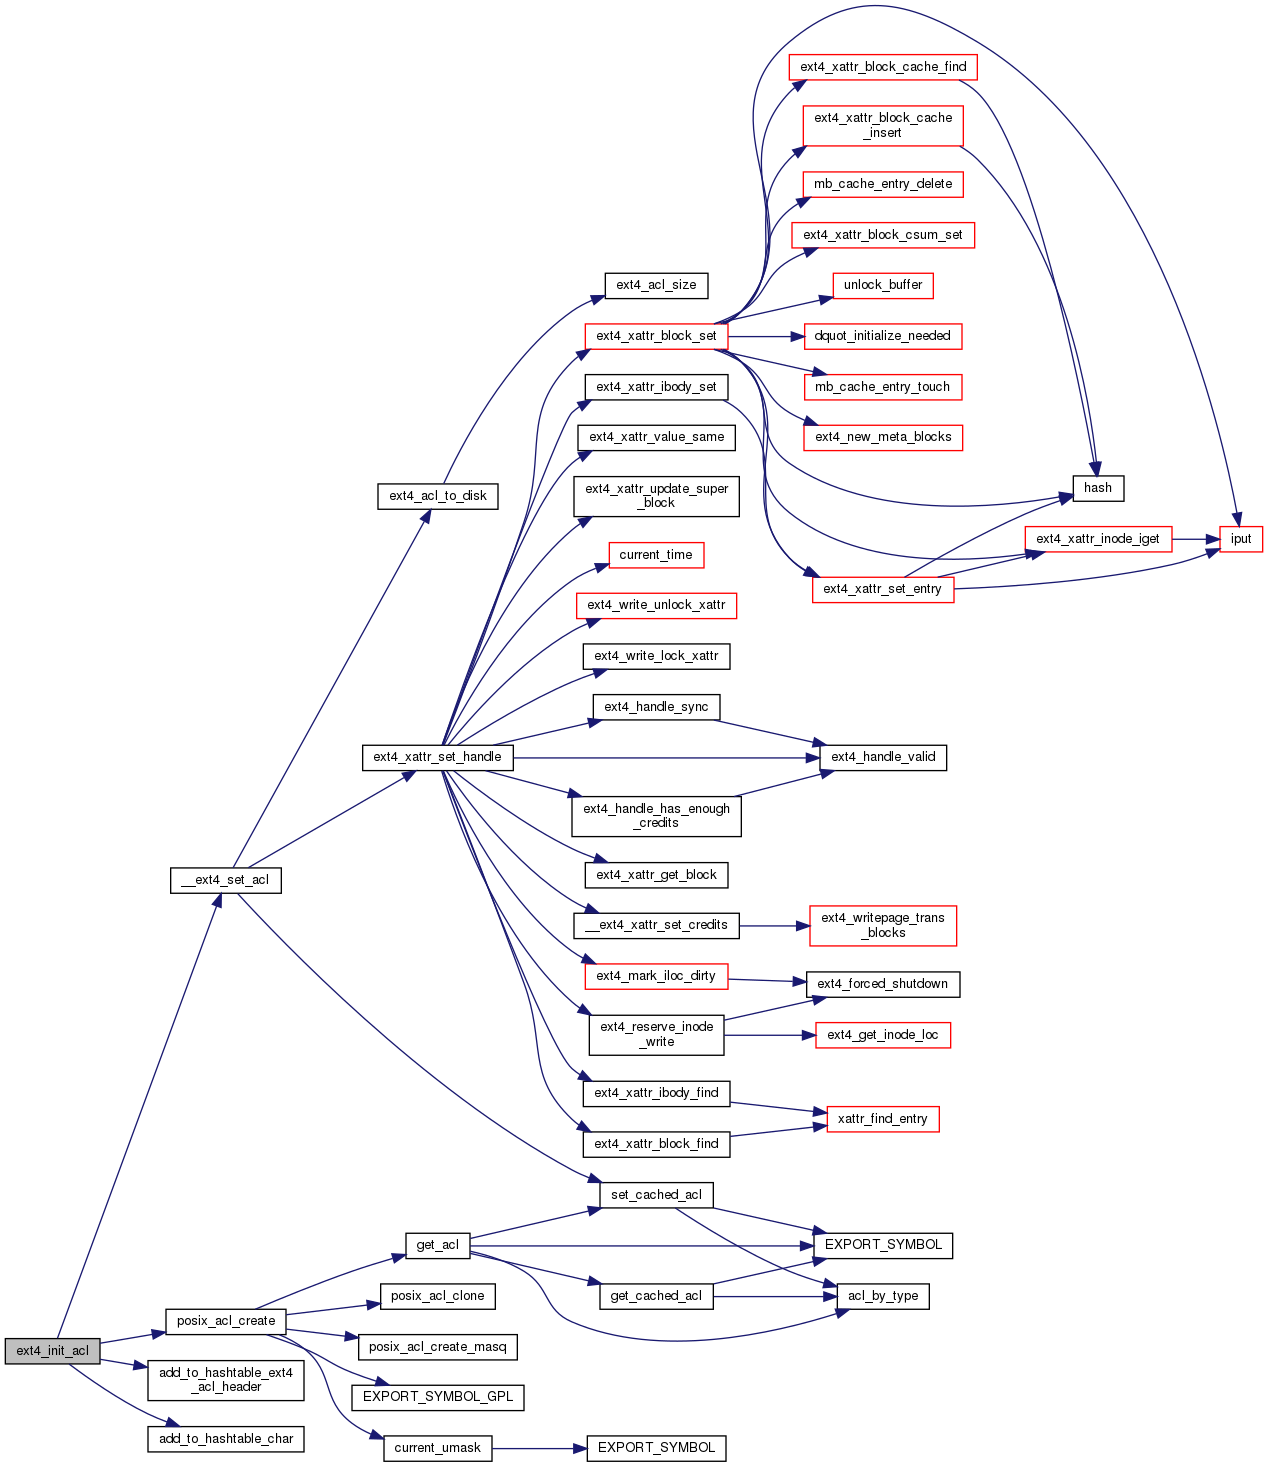 ext4_xattr_block_cache_find
ext4_xattr_block_cache
_insert
mb_cache_entry_delete
ext4_xattr_block_csum_set
ext4_acl_size
unlock_buffer
ext4_xattr_block_set
dquot_initialize_needed
ext4_xattr_ibody_set
mb_cache_entry_touch
ext4_xattr_value_same
ext4_new_meta_blocks
ext4_acl_to_disk
ext4_xattr_update_super
_block
hash
current_time
ext4_xattr_inode_iget
iput
ext4_write_unlock_xattr
ext4_xattr_set_entry
ext4_write_lock_xattr
ext4_handle_sync
ext4_xattr_set_handle
ext4_handle_valid
ext4_handle_has_enough
_credits
__ext4_set_acl
ext4_xattr_get_block
__ext4_xattr_set_credits
ext4_writepage_trans
_blocks
ext4_mark_iloc_dirty
ext4_forced_shutdown
ext4_reserve_inode
_write
ext4_get_inode_loc
ext4_xattr_ibody_find
xattr_find_entry
ext4_xattr_block_find
set_cached_acl
get_acl
EXPORT_SYMBOL
posix_acl_clone
get_cached_acl
acl_by_type
posix_acl_create
ext4_init_acl
posix_acl_create_masq
add_to_hashtable_ext4
_acl_header
EXPORT_SYMBOL_GPL
add_to_hashtable_char
current_umask
EXPORT_SYMBOL